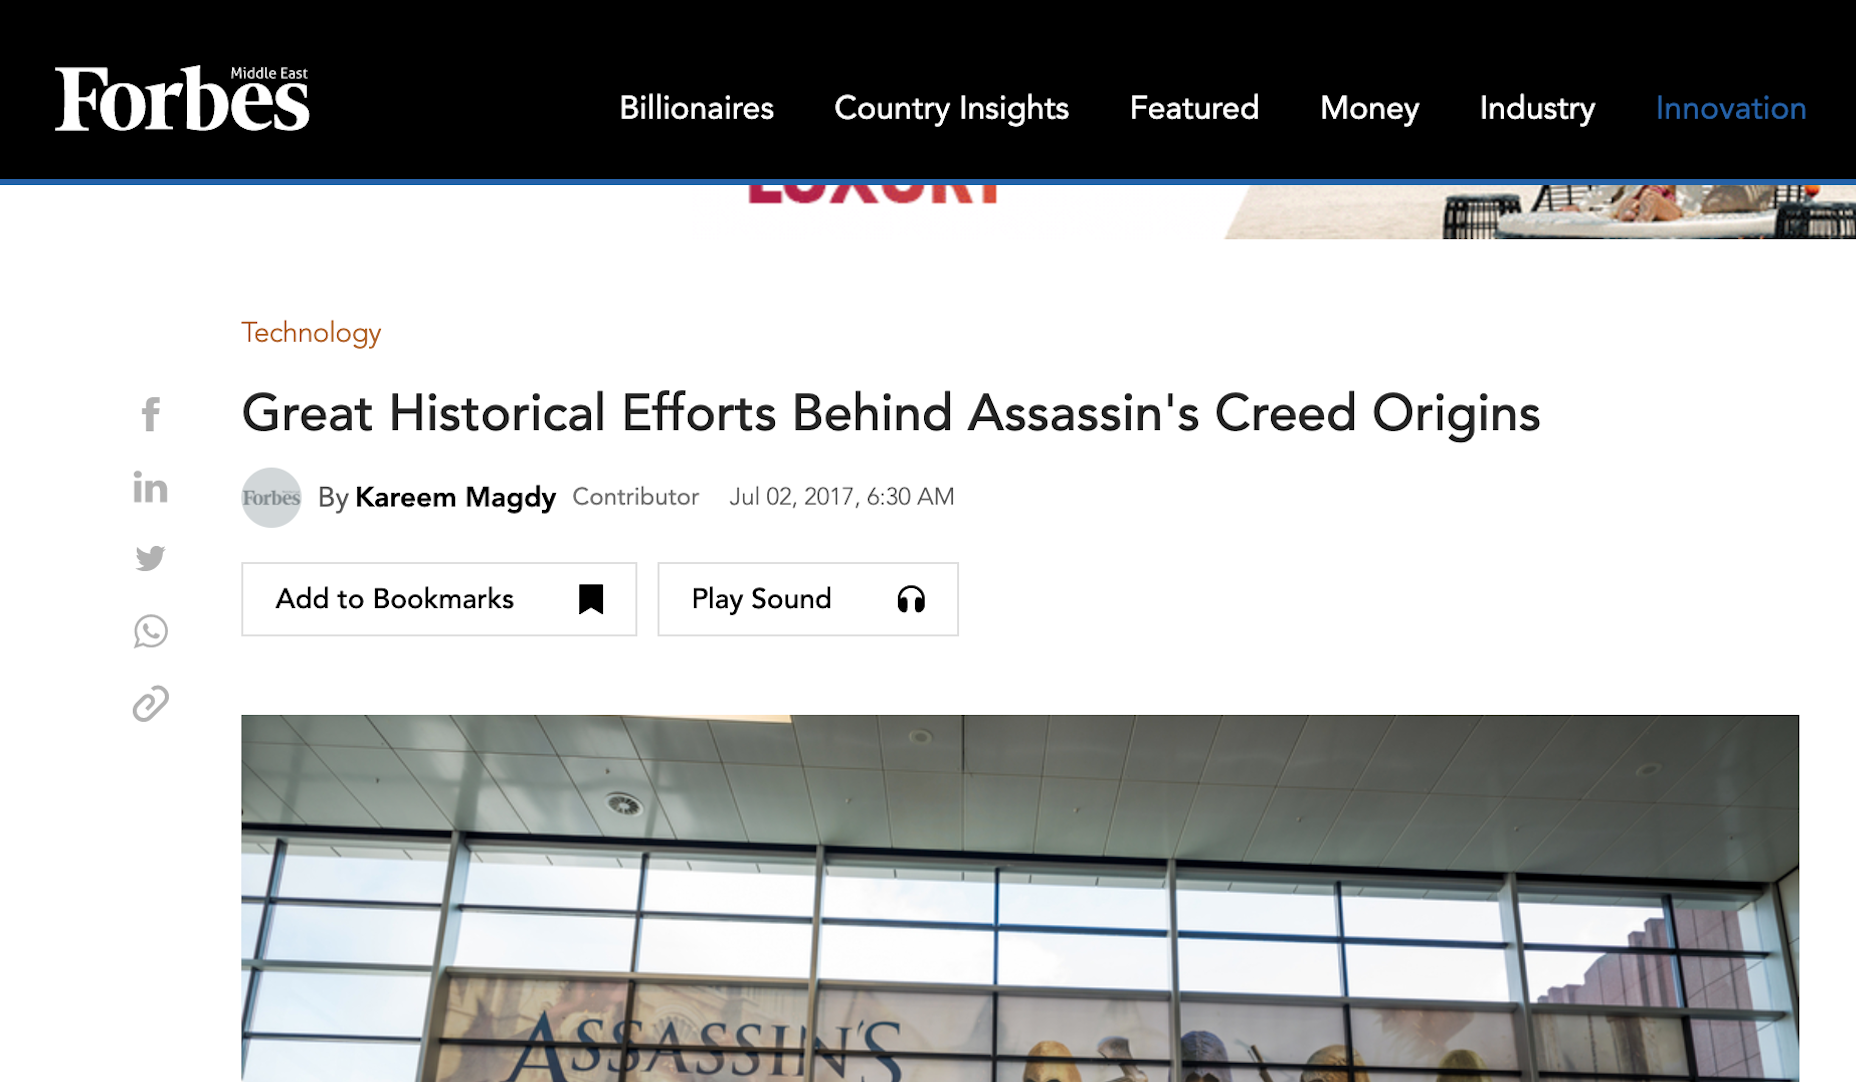 Middle East
Forbes
Billionaires Country Insights Featured Money Industry Innovation
LUXURY
Technology
Great Historical Efforts Behind Assassin's Creed Origins
Forbes By Kareem Magdy Contributor Jul 02, 2017, 6:30 AM
Add to Bookmarks Play Sound
ASSASSIN'S